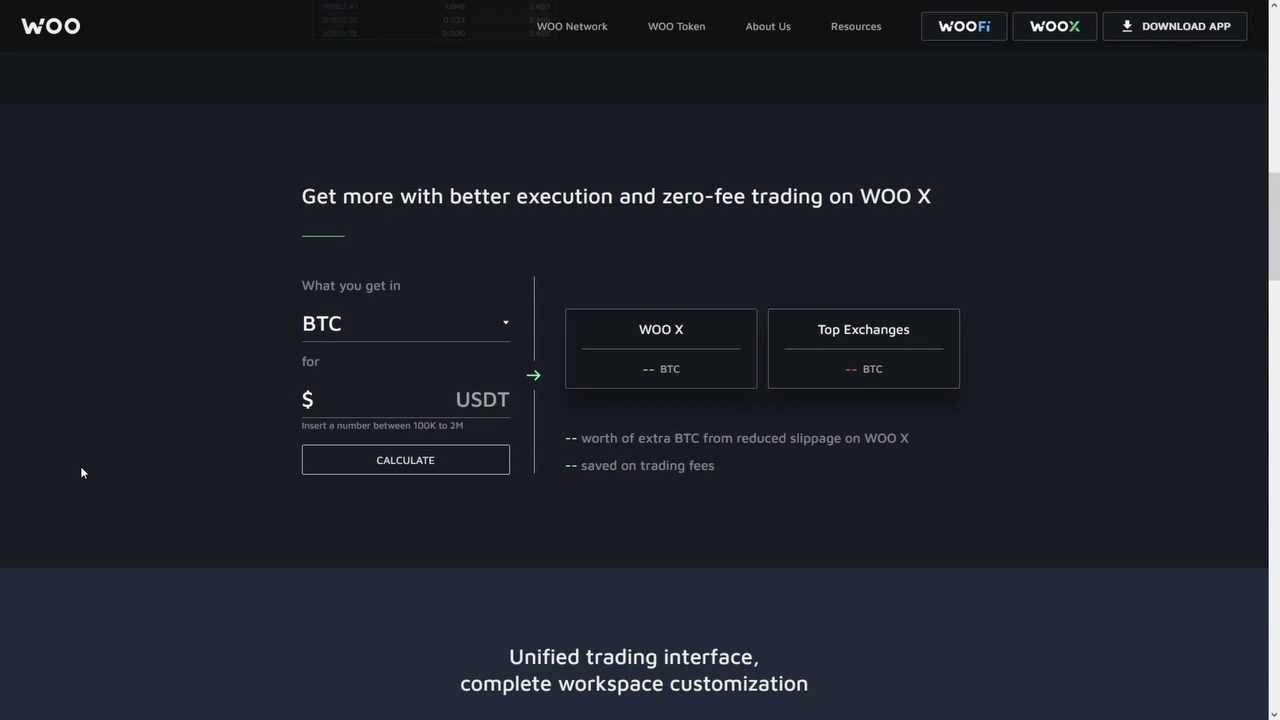 WOO
WOO Network
WOO Token
About Us
Resources
WOOFi
WOOX
DOWNLOAD APP
Get more with better execution and zero-fee trading on WOO X
What you get in
BTC
for
$ USDT
Insert a number between 100K to 2M
CALCULATE
WOO X
-- BTC
Top Exchanges
-- BTC
-- worth of extra BTC from reduced slippage on WOO X
-- saved on trading fees
Unified trading interface,
complete workspace customization